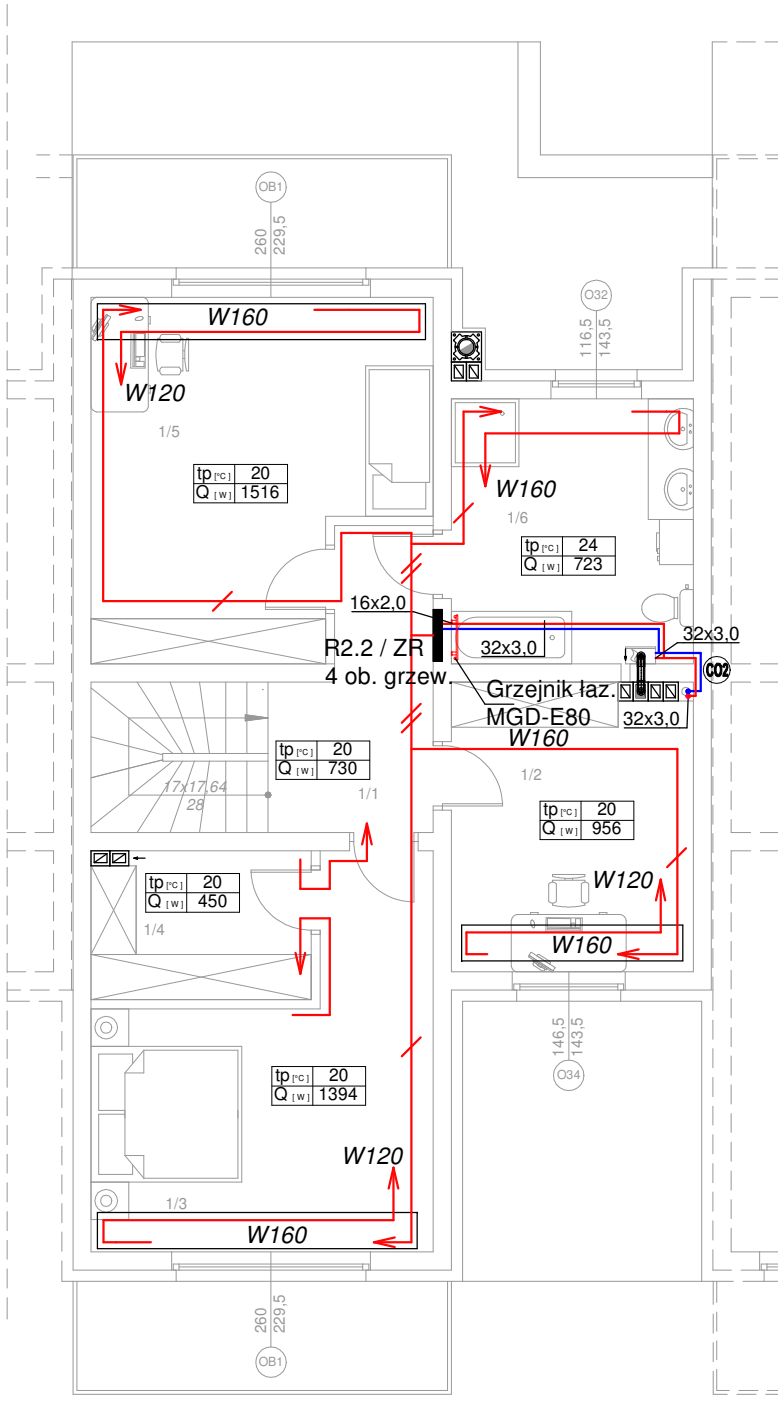 OB1
260
229,5
O32
116,5
143,5
W160
W120
1/5
tp [°C] 20
Q [W] 1516
W160
1/6
tp [°C] 24
Q [W] 723
16x2,0
R2.2 / ZR
4 ob. grzew.
32x3,0
32x3,0
CO2
Grzejnik łaz.
MGD-E80
32x3,0
W160
tp [°C] 20
Q [W] 730
17x17,64
28
1/1
1/2
tp [°C] 20
Q [W] 956
tp [°C] 20
Q [W] 450
1/4
W120
W160
146,5
143,5
O34
tp [°C] 20
Q [W] 1394
W120
1/3
W160
260
229,5
OB1